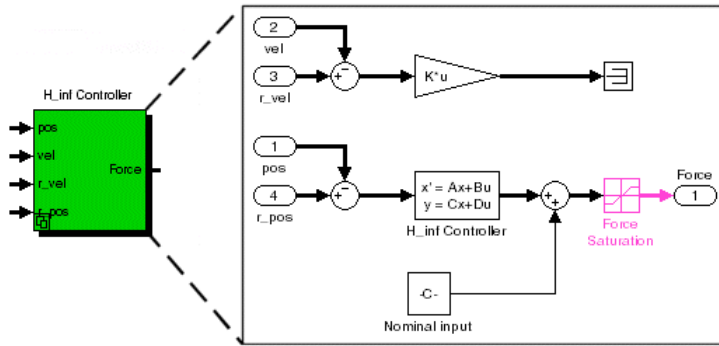 H_inf Controller
pos
vel
r_vel
r_pos
Force
2
vel
3
r_vel
K*u
1
pos
4
r_pos
x' = Ax+Bu
y = Cx+Du
H_inf Controller
-C-
Nominal input
Force
Saturation
Force
1